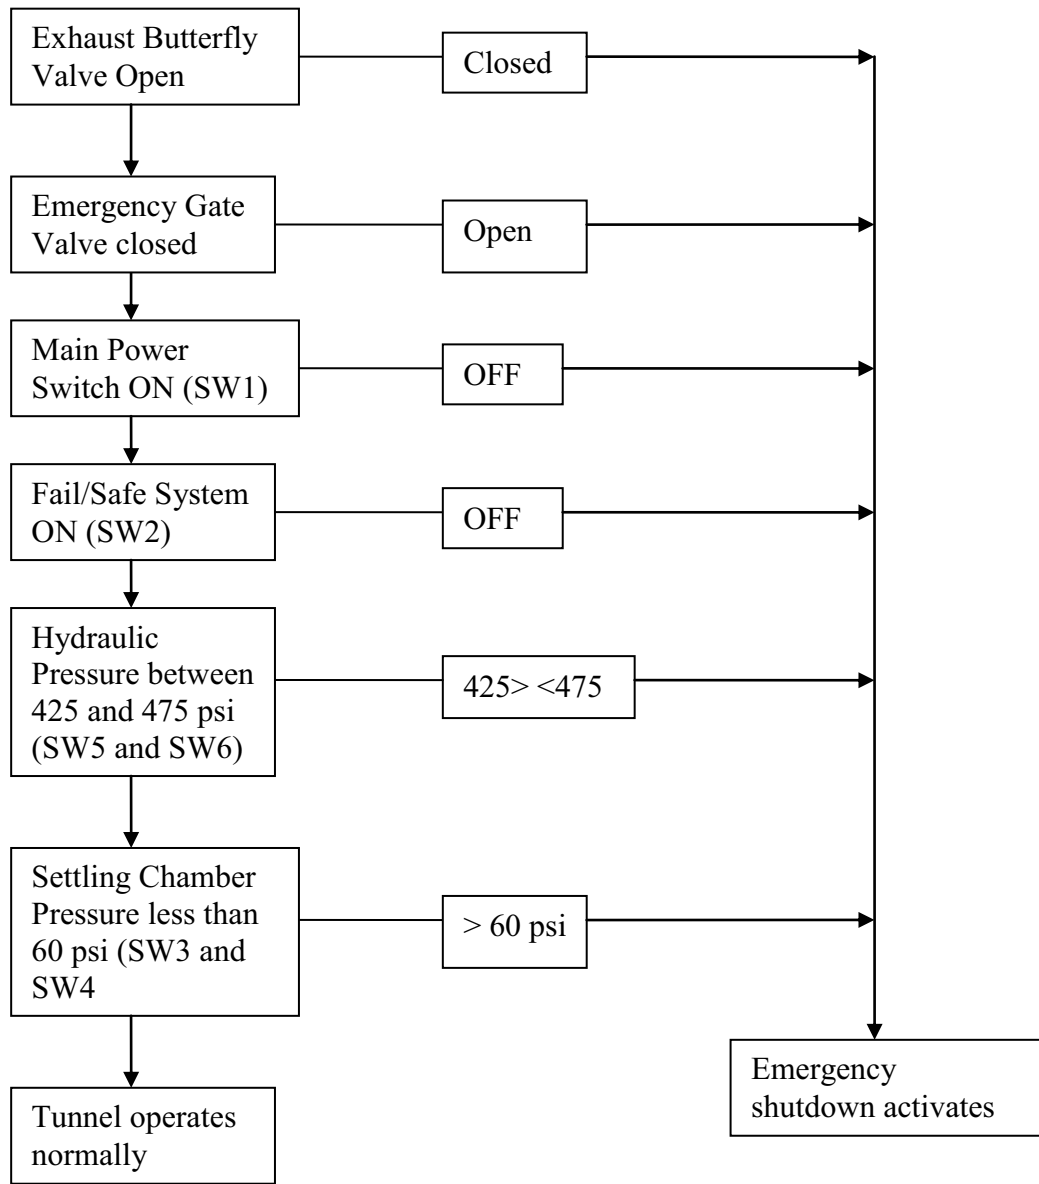 Exhaust Butterfly
Valve Open
Closed
Emergency Gate
Valve closed
Open
Main Power
Switch ON (SW1)
OFF
Fail/Safe System
ON (SW2)
OFF
Hydraulic
Pressure between
425 and 475 psi
(SW5 and SW6)
425> <475
Settling Chamber
Pressure less than
60 psi (SW3 and
SW4
> 60 psi
Emergency
shutdown activates
Tunnel operates
normally